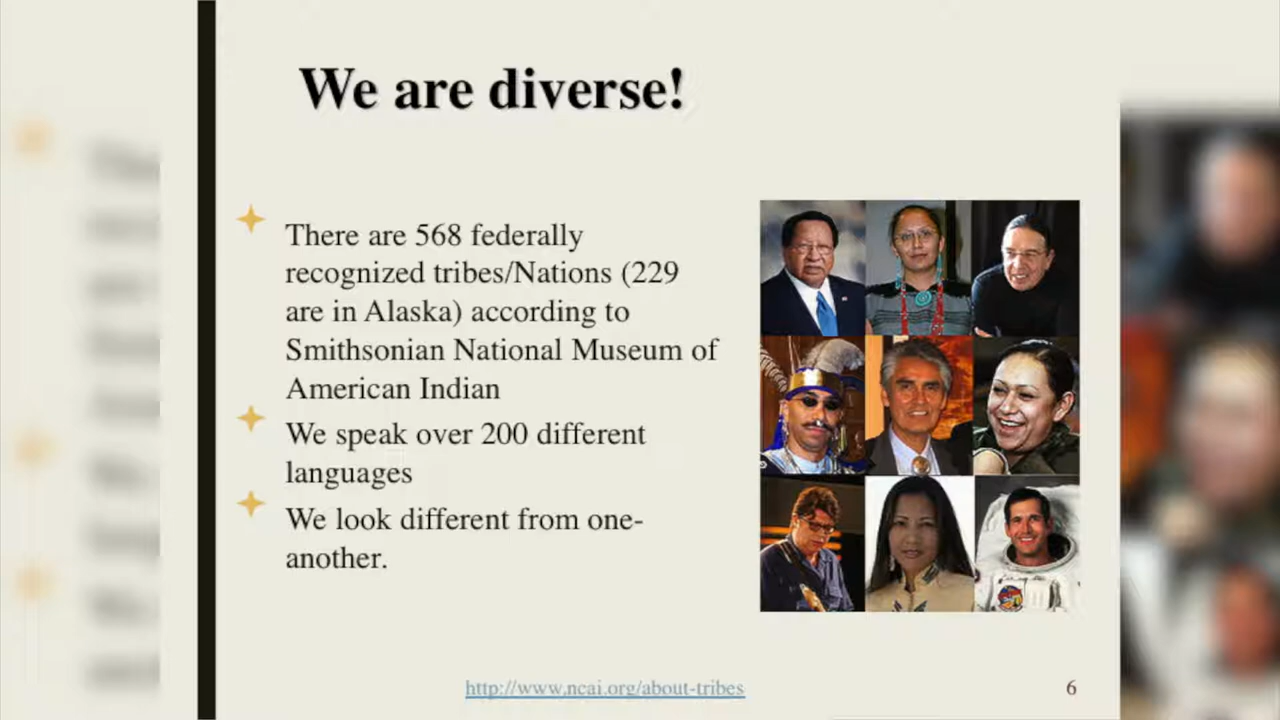 We are diverse!
There are 568 federally
recognized tribes/Nations (229
are in Alaska) according to
Smithsonian National Museum of
American Indian
We speak over 200 different
languages
We look different from one-
another.
http://www.ncai.org/about-tribes
6